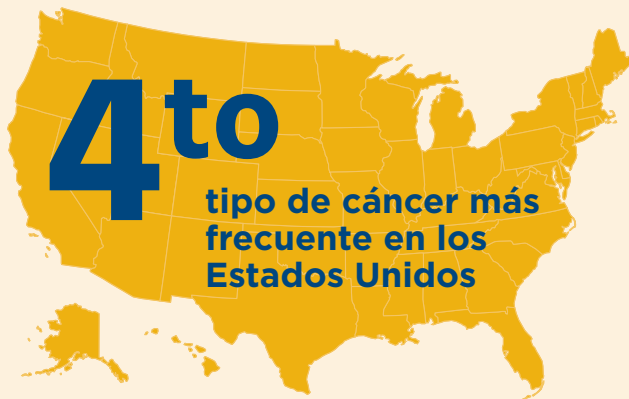 4to
tipo de cáncer más
frecuente en los
Estados Unidos